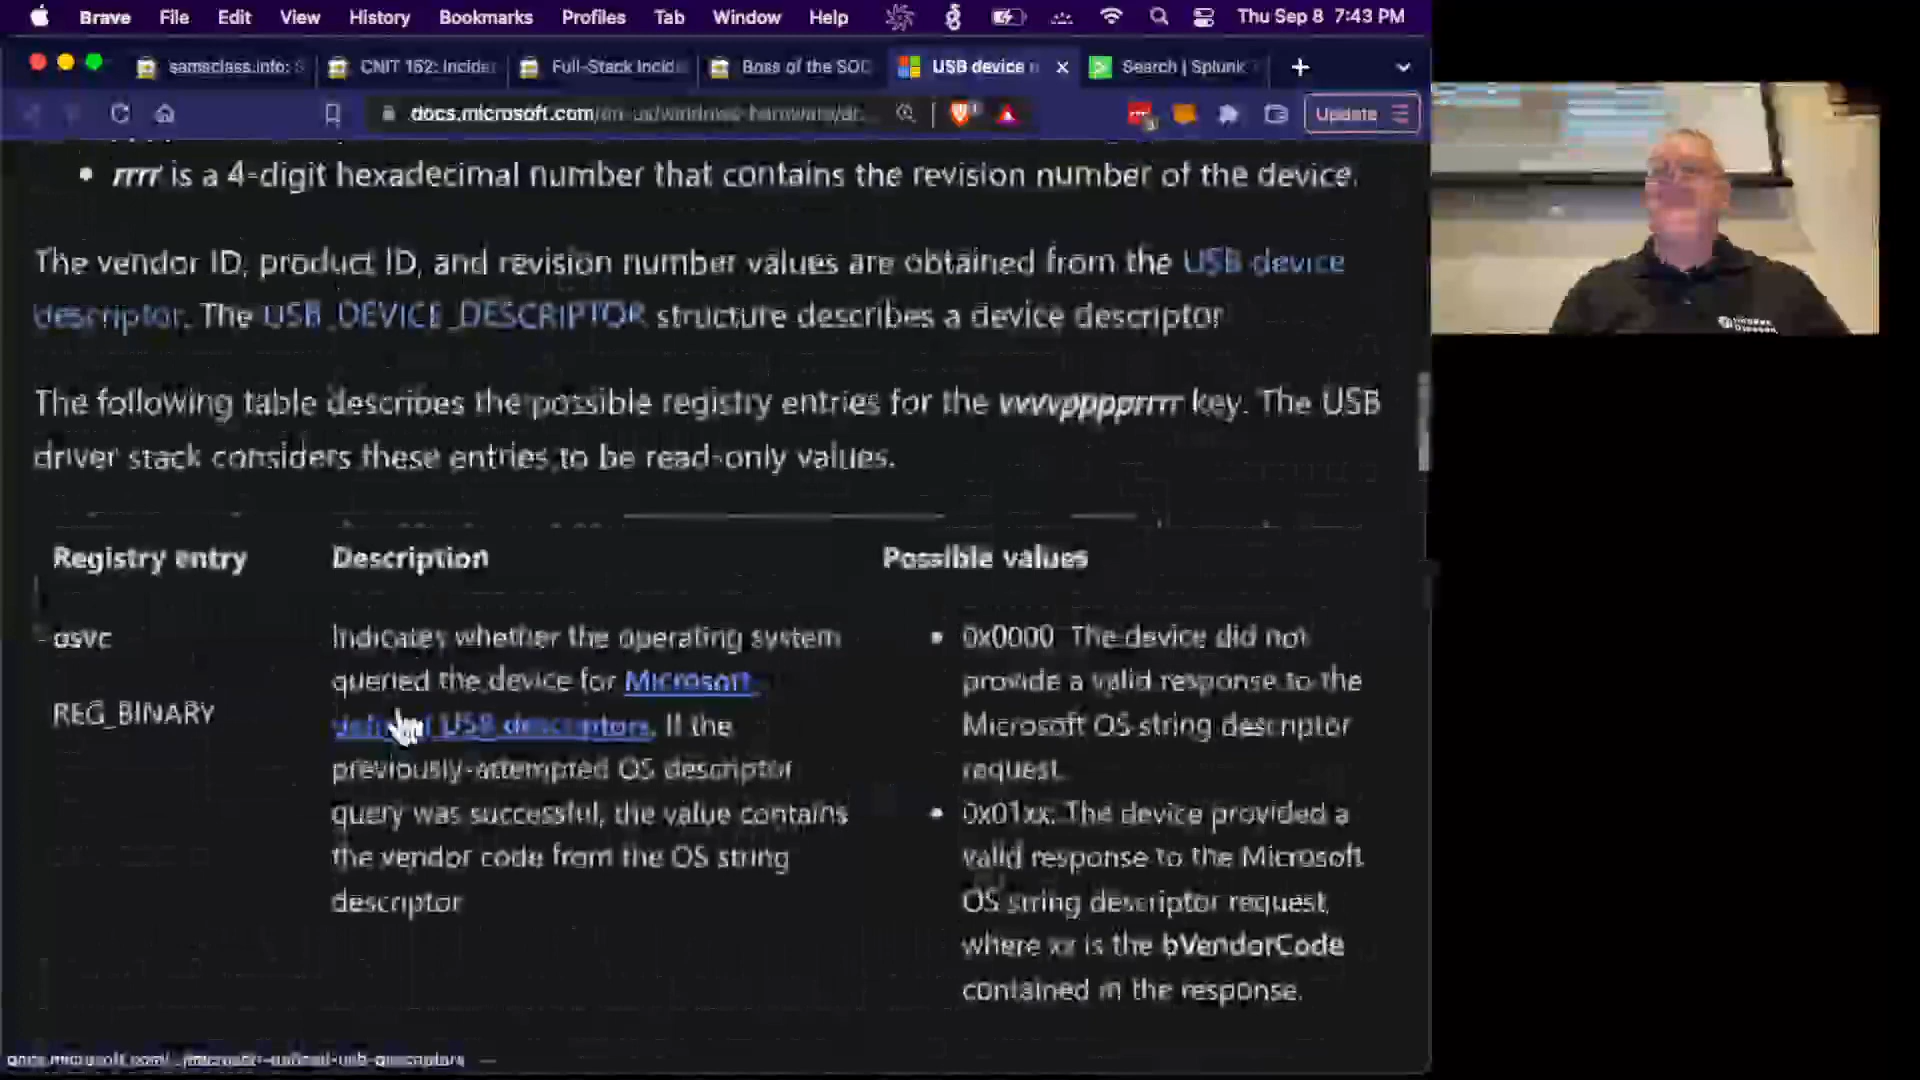 Brave File Edit View History Bookmarks Profiles Tab Window Help Thu Sep 8 7:43 PM
samsclass.info: S CNIT 152: Incident Full-Stack Incid Boss of the SOC USB device Search | Splunk
docs.microsoft.com/en-us/windows-hardware/dr... Update
• rrrr is a 4-digit hexadecimal number that contains the revision number of the device.
The vendor ID, product ID, and revision number values are obtained from the USB device
descriptor. The USB_DEVICE_DESCRIPTOR structure describes a device descriptor
The following table describes the possible registry entries for the vvvvpppprrrr key. The USB
driver stack considers these entries to be read-only values.
Registry entry Description Possible values
osvc
REG_BINARY
Indicates whether the operating system
queried the device for Microsoft
USB descriptors. If the
previously-attempted OS descriptor
query was successful, the value contains
the vendor code from the OS string
descriptor
• 0x0000: The device did not
provide a valid response to the
Microsoft OS string descriptor
request.
• 0x01xx: The device provided a
valid response to the Microsoft
OS string descriptor request,
where xx is the bVendorCode
contained in the response.